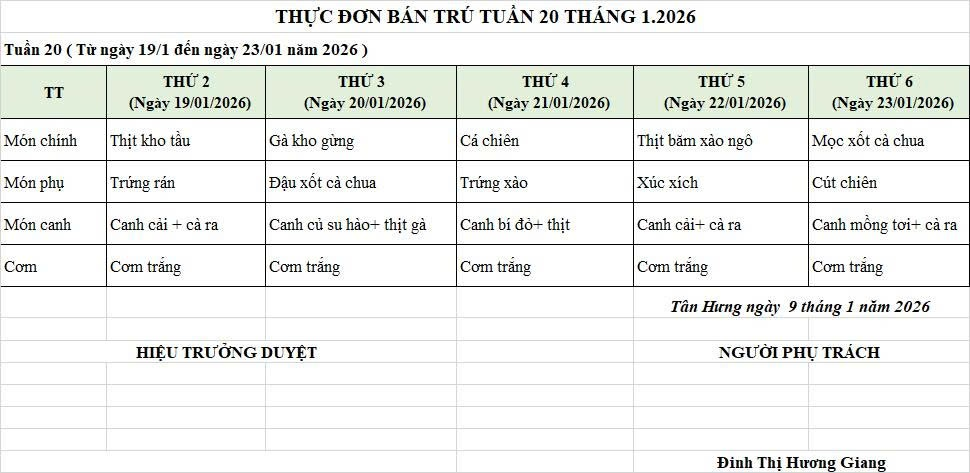 THỰC ĐƠN BÁN TRÚ TUẦN 20 THÁNG 1.2026
Tuần 20 ( Từ ngày 19/1 đến ngày 23/01 năm 2026 )
TT THỨ 2 (Ngày 19/01/2026) THỨ 3 (Ngày 20/01/2026) THỨ 4 (Ngày 21/01/2026) THỨ 5 (Ngày 22/01/2026) THỨ 6 (Ngày 23/01/2026)
Món chính Thịt kho tầu Gà kho gừng Cá chiên Thịt băm xào ngô Mọc xốt cà chua
Món phụ Trứng rán Đậu xốt cà chua Trứng xào Xúc xích Cút chiên
Món canh Canh cải + cà ra Canh củ su hào+ thịt gà Canh bí đỏ+ thịt Canh cải+ cà ra Canh mồng tơi+ cà ra
Cơm Cơm trắng Cơm trắng Cơm trắng Cơm trắng Cơm trắng
Tân Hưng ngày 9 tháng 1 năm 2026
HIỆU TRƯỞNG DUYỆT NGƯỜI PHỤ TRÁCH
Đinh Thị Hương Giang